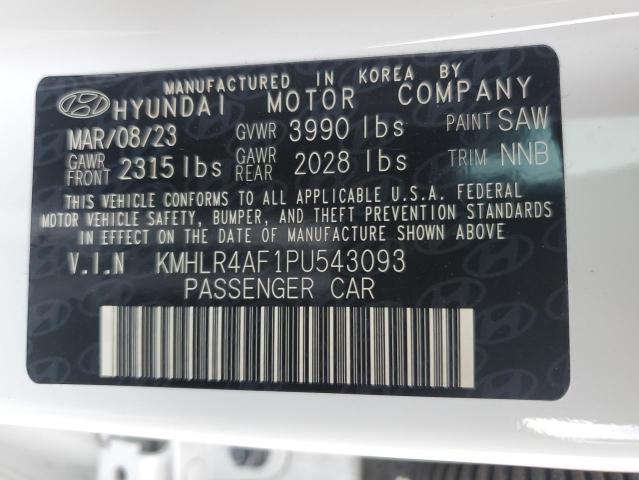 MANUFACTURED IN KOREA BY
HYUNDAI MOTOR COMPANY
MAR/08/23 GVWR 3990 lbs PAINT SAW
GAWR FRONT 2315 lbs GAWR REAR 2028 lbs TRIM NNB
THIS VEHICLE CONFORMS TO ALL APPLICABLE U.S.A. FEDERAL
MOTOR VEHICLE SAFETY, BUMPER, AND THEFT PREVENTION STANDARDS
IN EFFECT ON THE DATE OF MANUFACTURE SHOWN ABOVE
V.I.N KMHLR4AF1PU543093
PASSENGER CAR